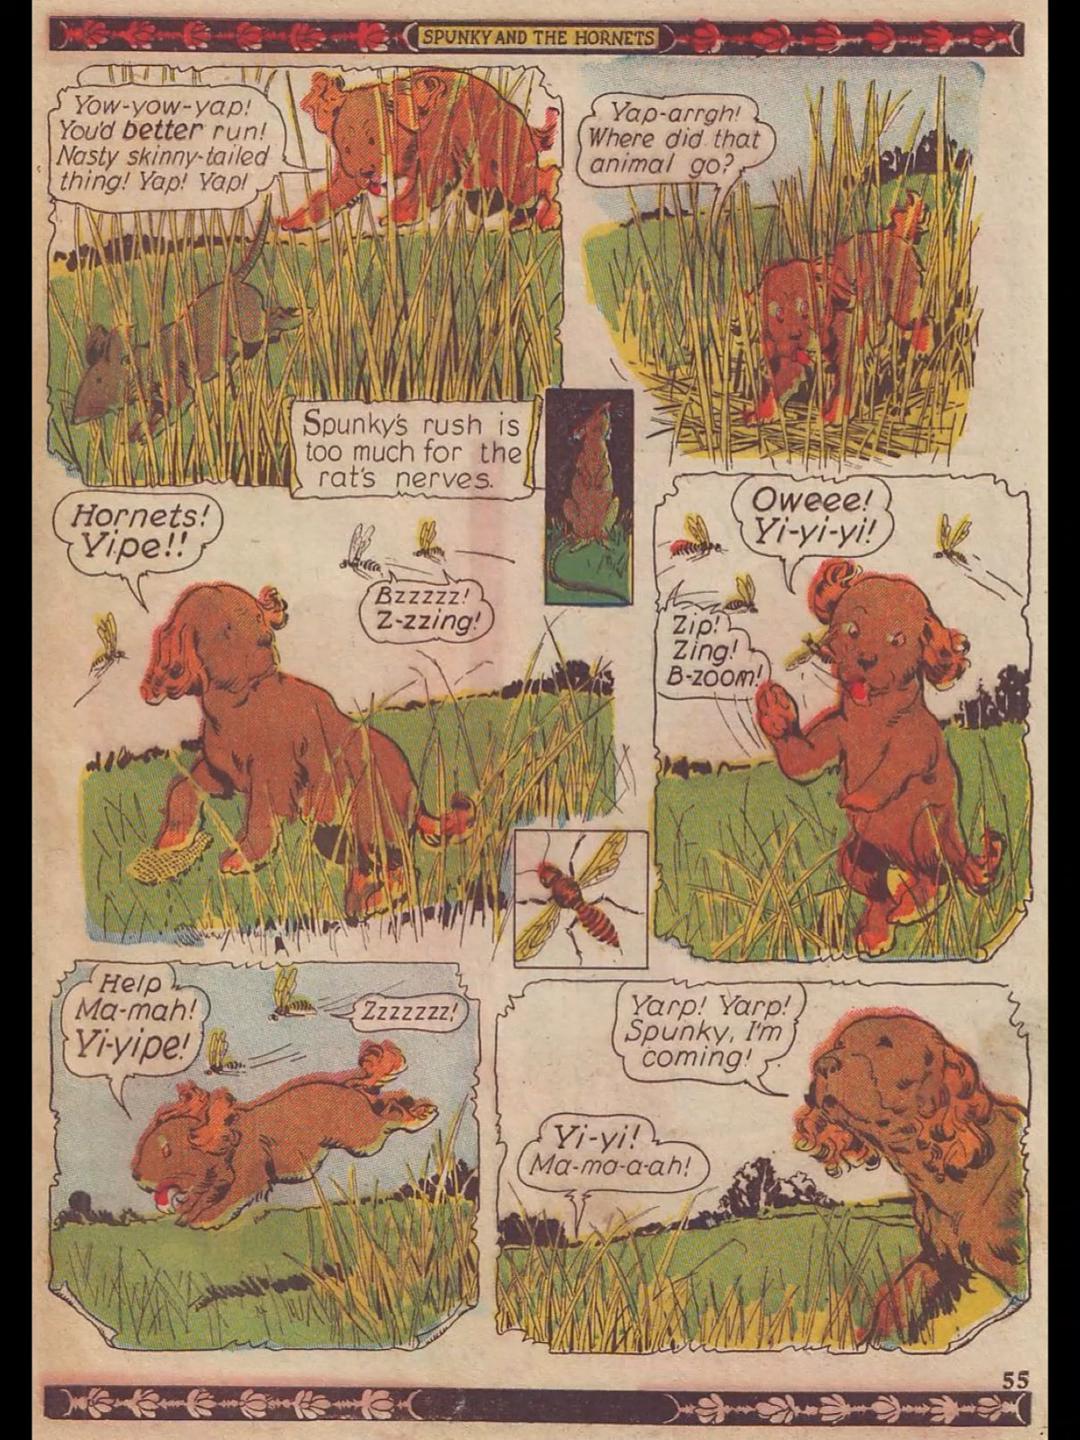 SPUNKY AND THE HORNETS
Yow-yow-yap!
You'd better run!
Nasty skinny-tailed
thing! Yap! Yap!
Yap-arrgh!
Where did that
animal go?
Spunky's rush is
too much for the
rat's nerves.
Hornets!
Yipe!!
Bzzzzz!
Z-zzing!
Oweee!
Yi-yi-yi!
Zip!
Zing!
B-zoom!
Help
Ma-mah!
Yi-yipe!
Zzzzzzz!
Yarp! Yarp!
Spunky, I'm
coming!
Yi-yi!
Ma-ma-a-ah!
55